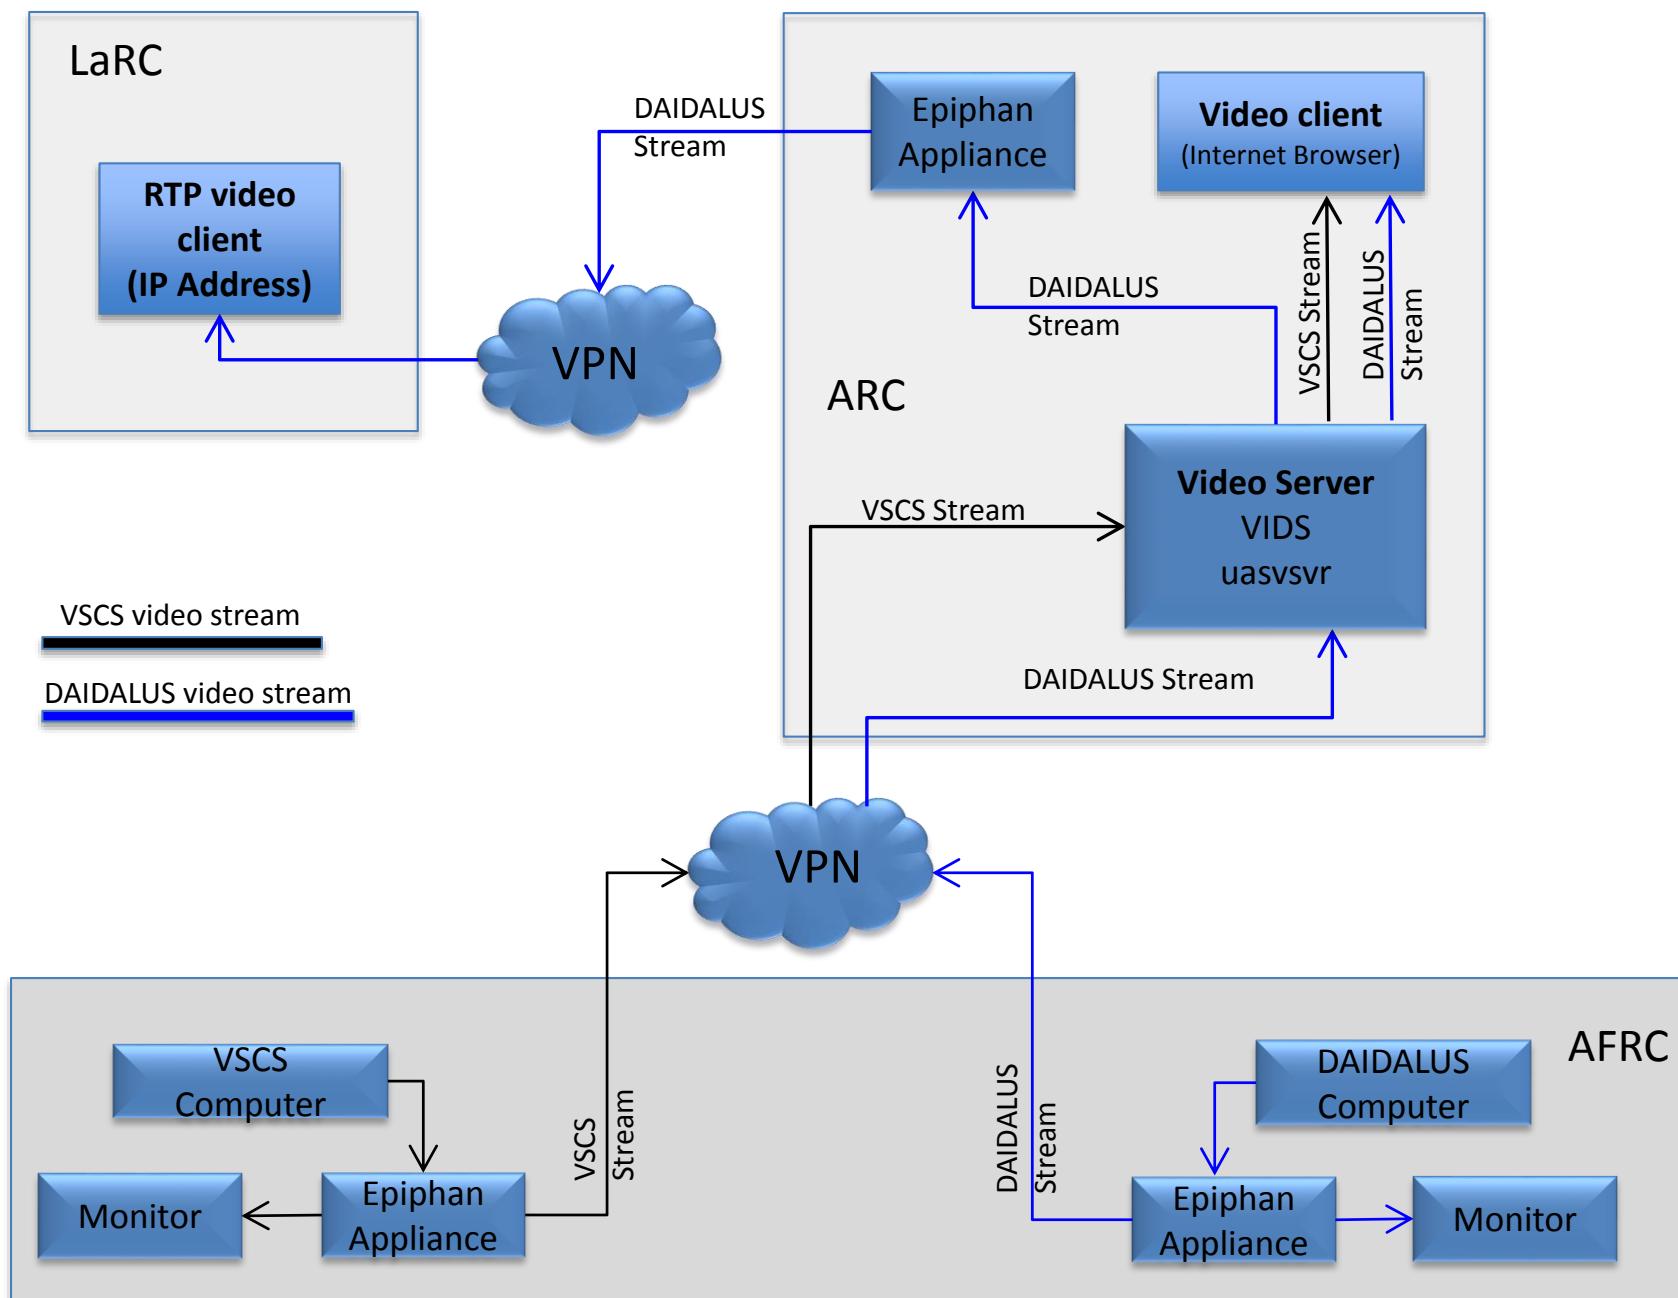 LaRC
RTP video
client
(IP Address)
DAIDALUS
Stream
VPN
Epiphan
Appliance
Video client
(Internet Browser)
DAIDALUS
Stream
VSCS Stream
DAIDALUS
Stream
ARC
Video Server
VIDS
uasvsvr
VSCS Stream
DAIDALUS Stream
VSCS video stream
DAIDALUS video stream
VPN
AFRC
VSCS
Computer
Monitor
Epiphan
Appliance
VSCS
Stream
DAIDALUS
Stream
DAIDALUS
Computer
Epiphan
Appliance
Monitor